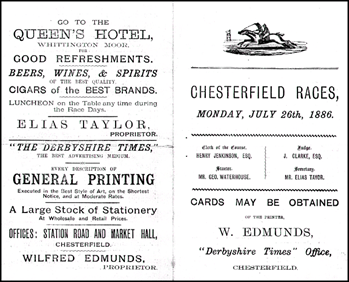 GO TO THE
QUEEN'S HOTEL,
WHITTINGTON MOOR,
FOR
GOOD REFRESHMENTS.
BEERS, WINES, & SPIRITS
OF THE BEST QUALITY.
CIGARS of the BEST BRANDS.
LUNCHEON on the Table any time during
the Race Days.
ELIAS TAYLOR,
PROPRIETOR.
"THE DERBYSHIRE TIMES,"
THE BEST ADVERTISING MEDIUM.
EVERY DESCRIPTION OF
GENERAL PRINTING
Executed in the Best Style of Art, on the Shortest
Notice, and at Moderate Rates.
A Large Stock of Stationery
At Wholesale and Retail Prices.
OFFICES: STATION ROAD AND MARKET HALL,
CHESTERFIELD.
WILFRED EDMUNDS,
PROPRIETOR.
CHESTERFIELD RACES,
MONDAY, JULY 26th, 1886.
Clerk of the Course.
HENRY JENKINSON, ESQ.
Judge.
J. CLARKE, ESQ.
Starter.
MR. GEO. WATERHOUSE.
Secretary.
MR. ELIAS TAYOR.
CARDS MAY BE OBTAINED
OF THE PRINTER,
W. EDMUNDS,
"Derbyshire Times" Office,
CHESTERFIELD.